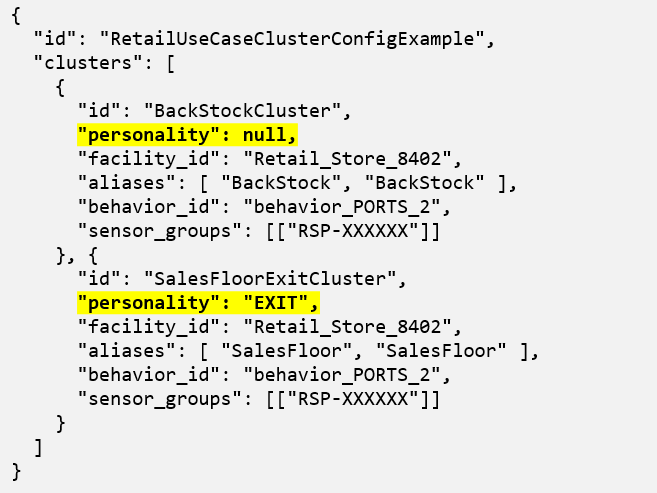 {
  "id": "RetailUseCaseClusterConfigExample",
  "clusters": [
    {
      "id": "BackStockCluster",
      "personality": null,
      "facility_id": "Retail_Store_8402",
      "aliases": [ "BackStock", "BackStock" ],
      "behavior_id": "behavior_PORTS_2",
      "sensor_groups": [["RSP-XXXXXX"]]
    }, {
      "id": "SalesFloorExitCluster",
      "personality": "EXIT",
      "facility_id": "Retail_Store_8402",
      "aliases": [ "SalesFloor", "SalesFloor" ],
      "behavior_id": "behavior_PORTS_2",
      "sensor_groups": [["RSP-XXXXXX"]]
    }
  ]
}